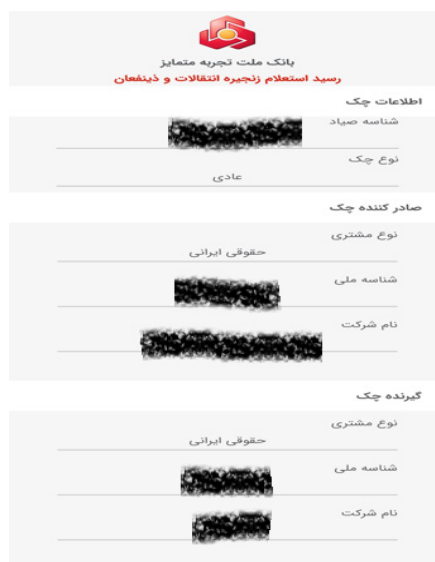 بانک ملت تجربه متمایز
رسید استعلام زنجیره انتقالات و ذینفعان
اطلاعات چک
شناسه صیاد
نوع چک
عادی
صادر کننده چک
نوع مشتری
حقوقی ایرانی
شناسه ملی
نام شرکت
گیرنده چک
نوع مشتری
حقوقی ایرانی
شناسه ملی
نام شرکت